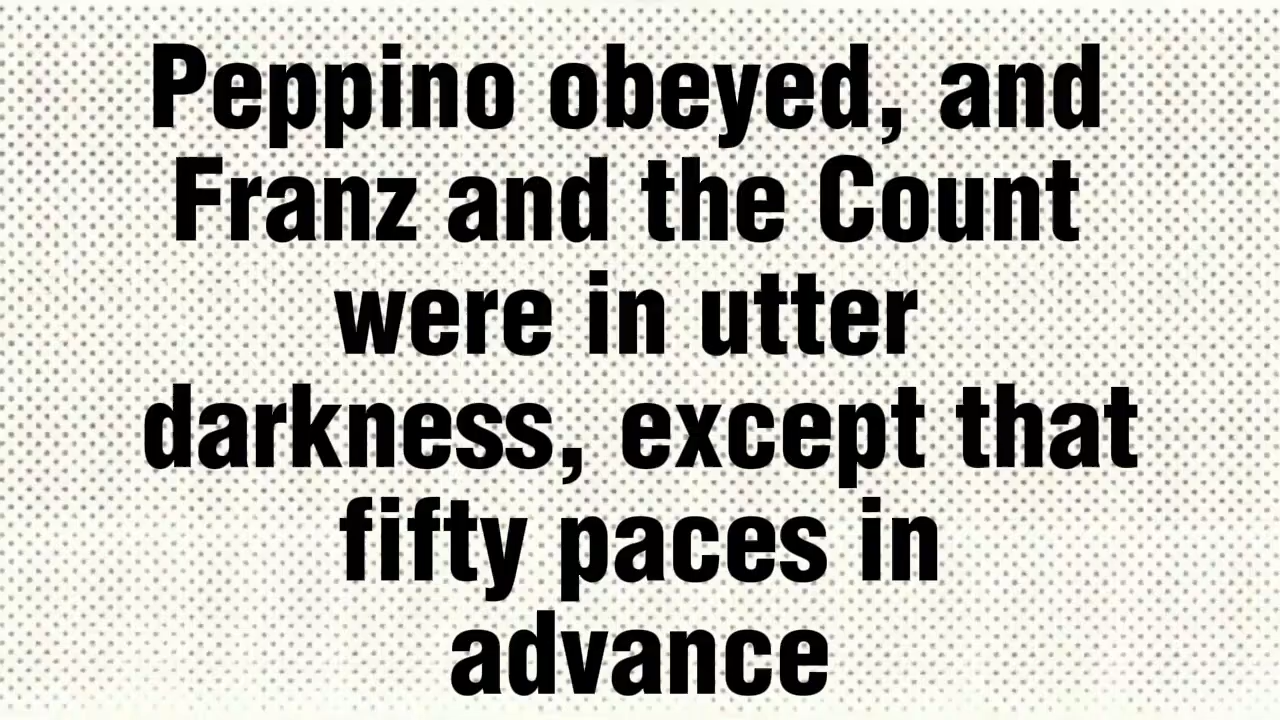 Peppino obeyed, and
Franz and the Count
were in utter
darkness, except that
fifty paces in
advance